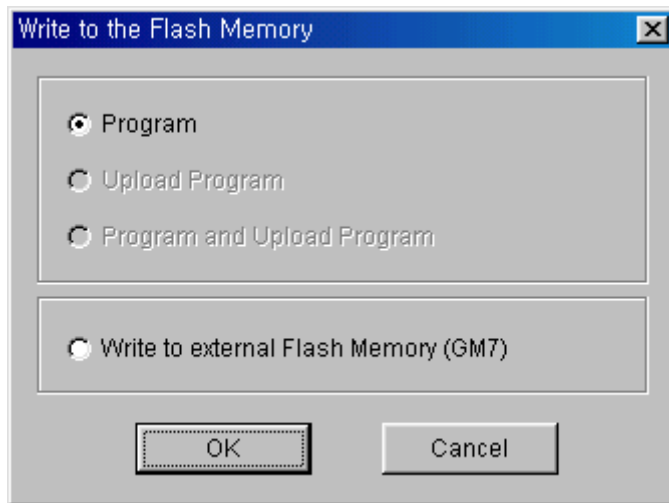 Write to the Flash Memory
Program
Upload Program
Program and Upload Program
Write to external Flash Memory (GM7)
OK
Cancel